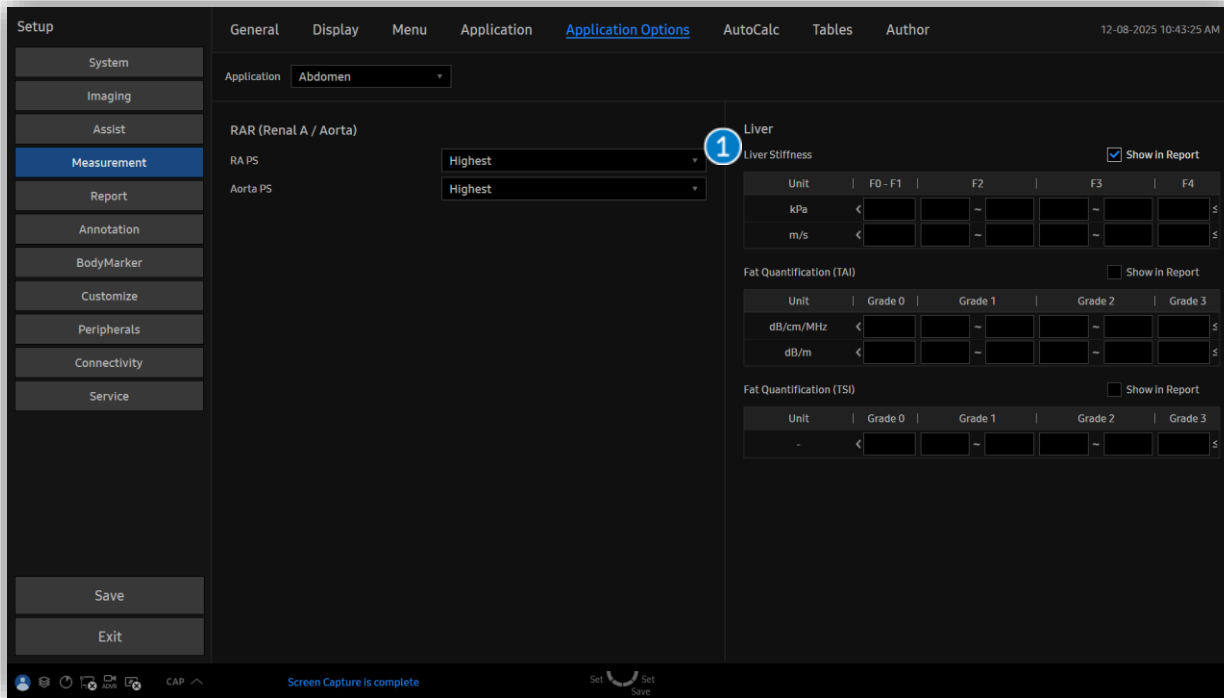 Setup
General Display Menu Application Application Options AutoCalc Tables Author 12-08-2025 10:43:25 AM
System
Imaging
Assist
Measurement
Report
Annotation
BodyMarker
Customize
Peripherals
Connectivity
Service
Save
Exit
Application Abdomen
RAR (Renal A / Aorta)
RA PS Highest
Aorta PS Highest
1
Liver
Liver Stiffness Show in Report
Unit | F0 - F1 | F2 | F3 | F4
kPa < ~ ~ ≤
m/s < ~ ~ ≤
Fat Quantification (TAI) Show in Report
Unit | Grade 0 | Grade 1 | Grade 2 | Grade 3
dB/cm/MHz < ~ ~ ≤
dB/m < ~ ~ ≤
Fat Quantification (TSI) Show in Report
Unit | Grade 0 | Grade 1 | Grade 2 | Grade 3
- < ~ ~ ≤
ADVR CAP Screen Capture is complete Set Set
Save